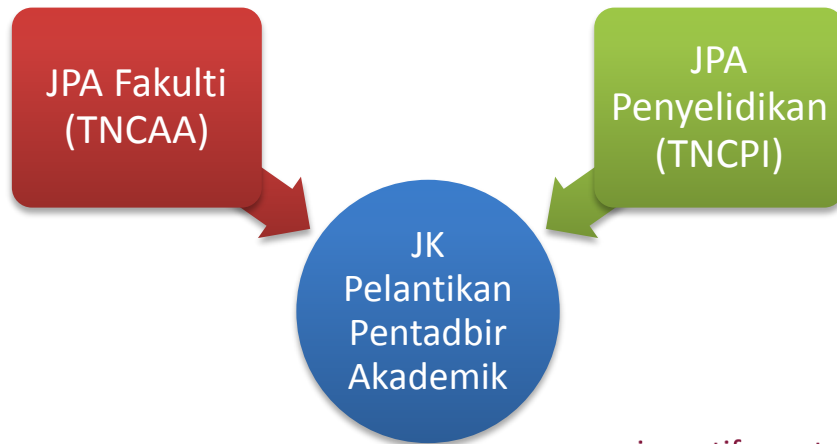 JPA Fakulti
(TNCAA)
JPA
Penyelidikan
(TNCPI)
JK
Pelantikan
Pentadbir
Akademik